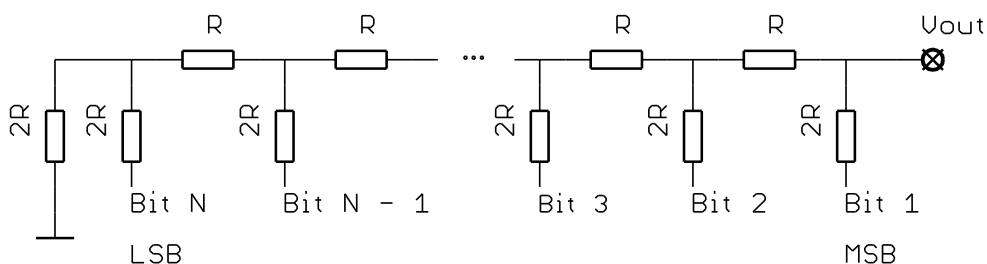 R R R R Vout
2R 2R 2R 2R 2R 2R
Bit N Bit N - 1 Bit 3 Bit 2 Bit 1
LSB MSB